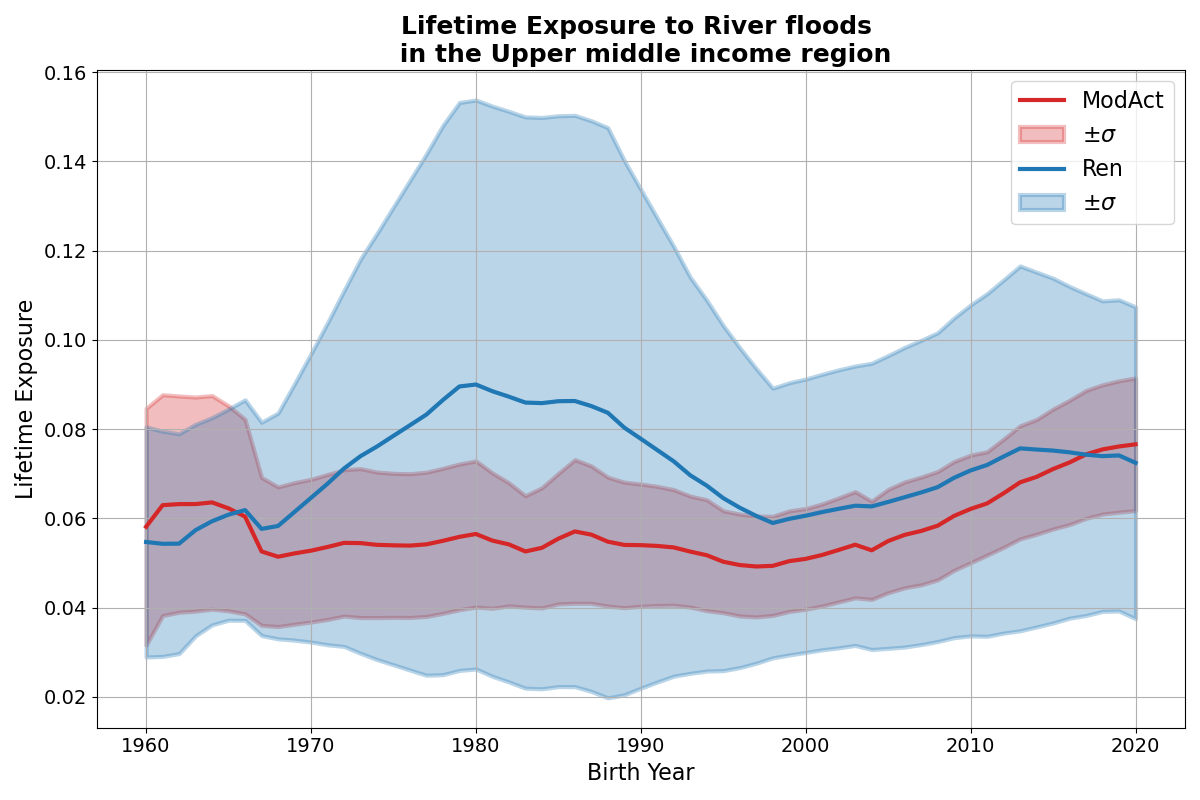 Lifetime Exposure to River floods
in the Upper middle income region
Lifetime Exposure
0.16
0.14
0.12
0.10
0.08
0.06
0.04
0.02
ModAct
±σ
Ren
±σ
1960 1970 1980 1990 2000 2010 2020
Birth Year